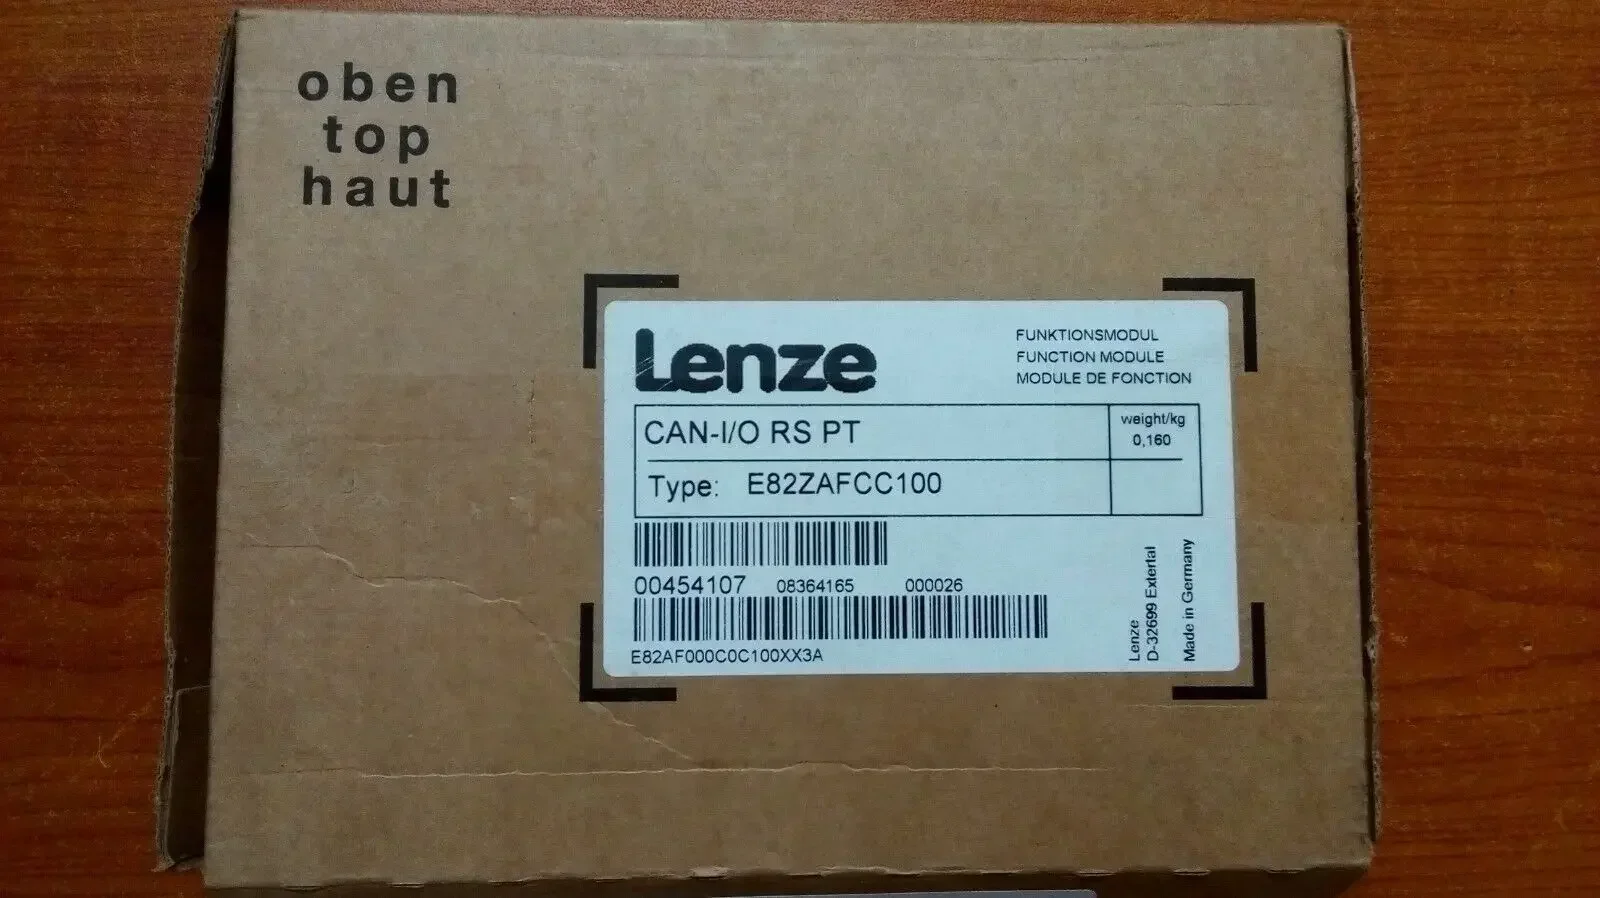 oben
top
haut
Lenze
FUNKTIONSMODUL
FUNCTION MODULE
MODULE DE FONCTION
CAN-I/O RS PT
weight/kg
0,160
Type: E82ZAFCC100
00454107 08364165 000026
E82AF000C0C100XX3A
Lenze
D-32699 Extertal
Made in Germany